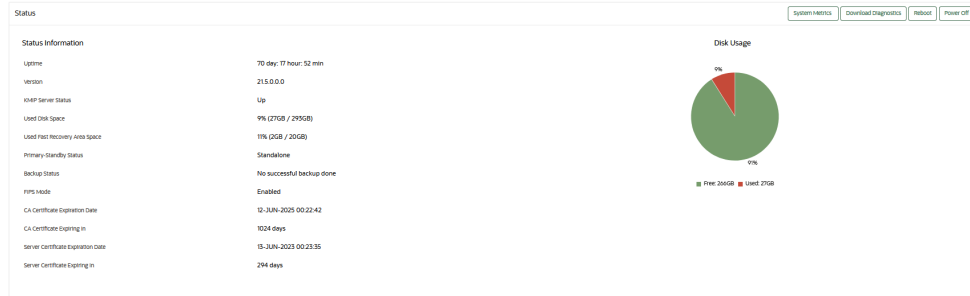 Status
System Metrics Download Diagnostics Reboot Power Off
Status Information
Uptime 70 day: 17 hour: 52 min
Version 21.5.0.0.0
KMIP Server Status Up
Used Disk Space 9% (27GB / 293GB)
Used Fast Recovery Area Space 11% (2GB / 20GB)
Primary-Standby Status Standalone
Backup Status No successful backup done
FIPS Mode Enabled
CA Certificate Expiration Date 12-JUN-2025 00:22:42
CA Certificate Expiring In 1024 days
Server Certificate Expiration Date 13-JUN-2023 00:23:35
Server Certificate Expiring In 294 days
Disk Usage
9%
91%
Free: 266GB Used: 27GB